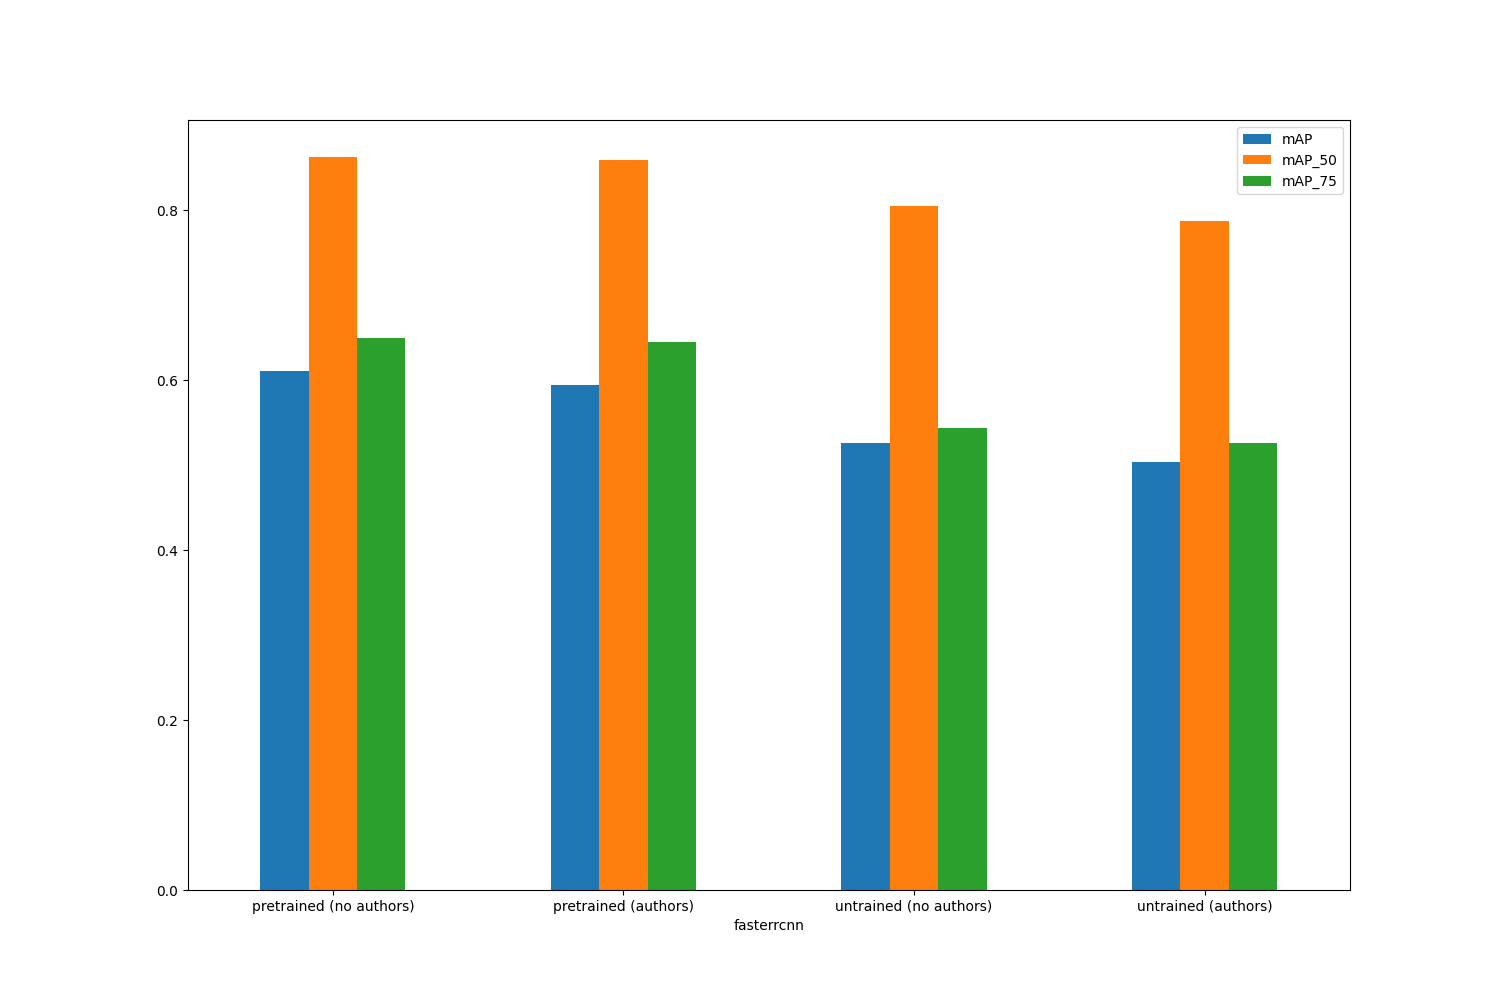 mAP
mAP_50
mAP_75
0.8
0.6
0.4
0.2
0.0
pretrained (no authors)
pretrained (authors)
untrained (no authors)
untrained (authors)
fasterrcnn